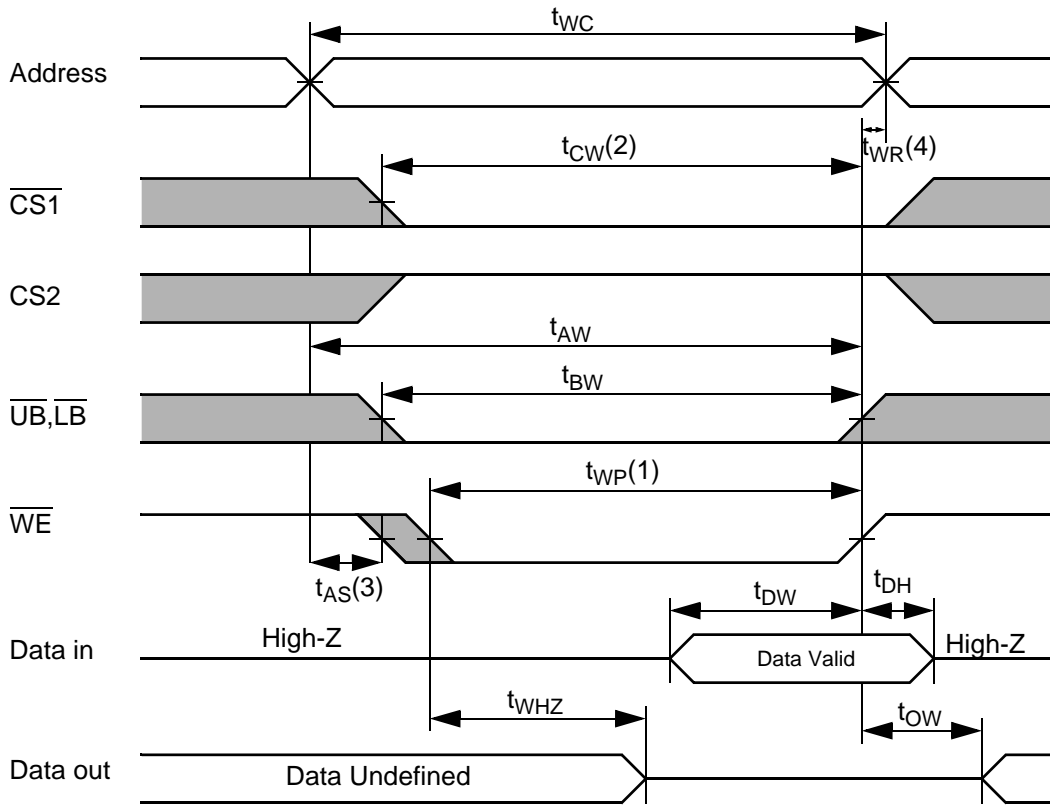 tWC
Address
tCW(2)
tWR(4)
CS1
CS2
tAW
tBW
UB,LB
tWP(1)
WE
tAS(3)
tDW
tDH
Data in
High-Z
Data Valid
High-Z
tWHZ
tOW
Data out
Data Undefined